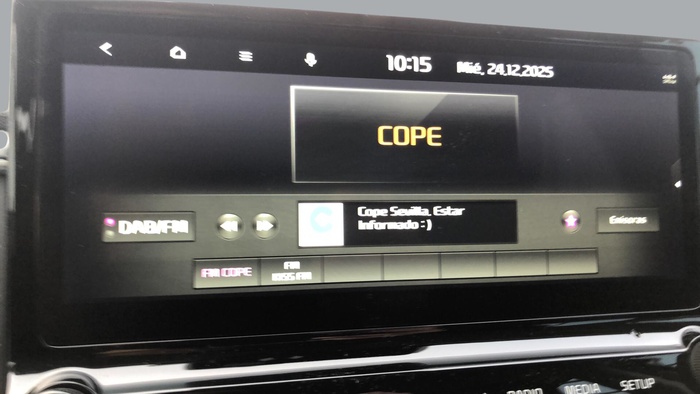 10:15
Mié, 24.12.2025
COPE
DAB/FM
C
Cope Sevilla. Estar
Informado :)
Emisoras
FM COPE
FM
RADIO
MEDIA
SETUP